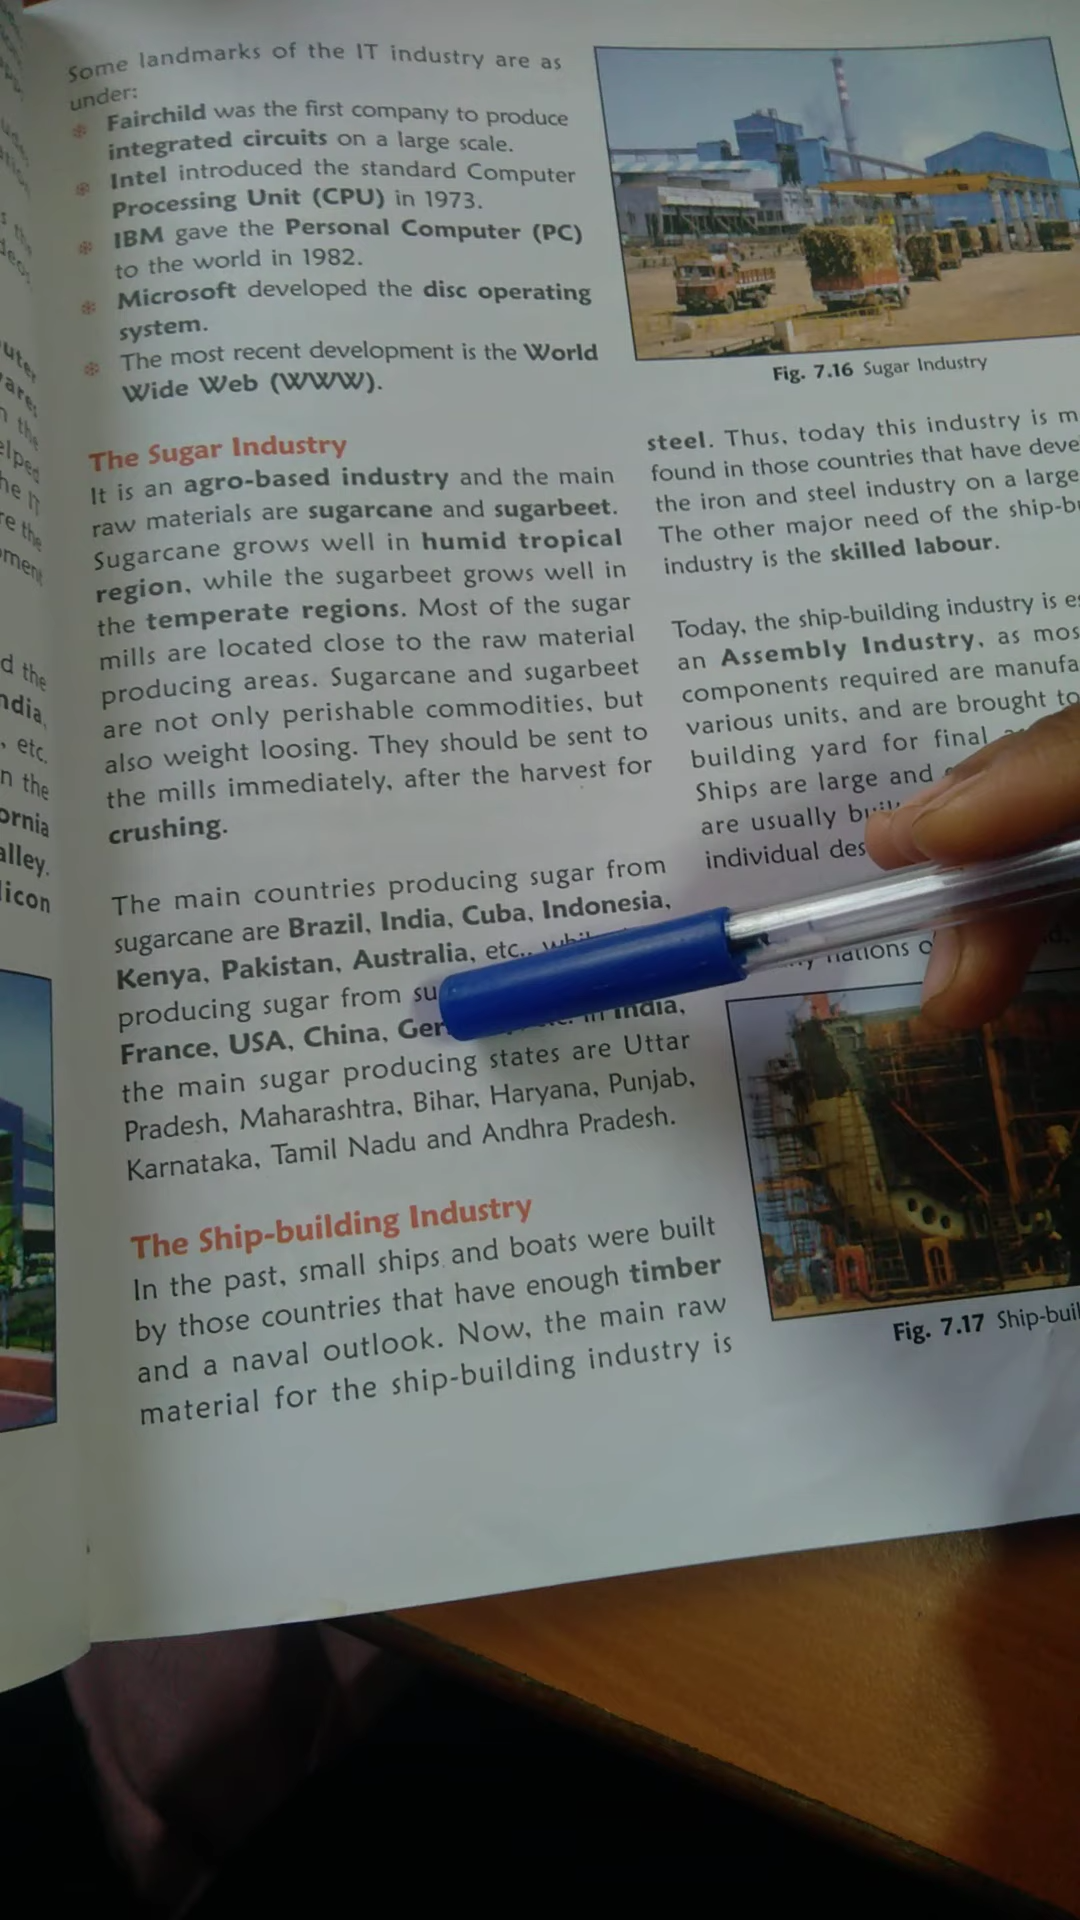 Some landmarks of the IT industry are as
under:
Fairchild was the first company to produce
integrated circuits on a large scale.
Intel introduced the standard Computer
Processing Unit (CPU) in 1973.
IBM gave the Personal Computer (PC)
to the world in 1982.
Microsoft developed the disc operating
system.
The most recent development is the World
Wide Web (WWW).
The Sugar Industry
It is an agro-based industry and the main
raw materials are sugarcane and sugarbeet.
Sugarcane grows well in humid tropical
region, while the sugarbeet grows well in
the temperate regions. Most of the sugar
mills are located close to the raw material
producing areas. Sugarcane and sugarbeet
are not only perishable commodities, but
also weight loosing. They should be sent to
the mills immediately, after the harvest for
crushing.
The main countries producing sugar from
sugarcane are Brazil, India, Cuba, Indonesia,
Kenya, Pakistan, Australia, etc.,
producing sugar from
France, USA, China, in India,
the main sugar producing states are Uttar
Pradesh, Maharashtra, Bihar, Haryana, Punjab,
Karnataka, Tamil Nadu and Andhra Pradesh.
The Ship-building Industry
In the past, small ships and boats were built
by those countries that have enough timber
and a naval outlook. Now, the main raw
material for the ship-building industry is
Fig. 7.16 Sugar Industry
steel. Thus, today this industry is
found in those countries that have
the iron and steel industry on a large
The other major need of the
industry is the skilled labour.
Today, the ship-building industry is
an Assembly Industry, as
components required are
various units, and are brought to
building yard for final
Ships are large and
are usually
individual
nations
Fig. 7.17
d the
, etc.
n the
alley.